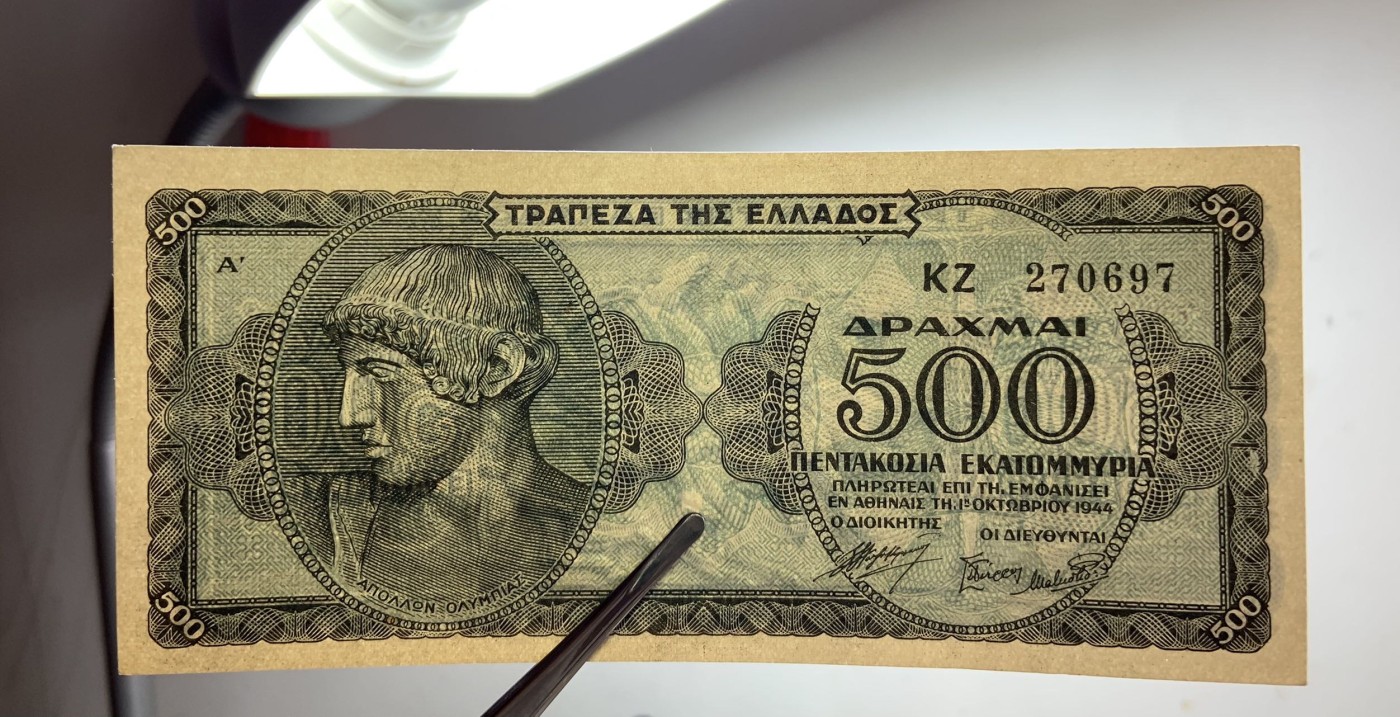 500
ΤΡΑΠΕΖΑ ΤΗΣ ΕΛΛΑΔΟΣ
500
Α'
ΚΖ 270697
ΔΡΑΧΜΑΙ
500
ΠΕΝΤΑΚΟΣΙΑ ΕΚΑΤΟΜΜΥΡΙΑ
ΠΛΗΡΩΤΕΑΙ ΕΠΙ ΤΗ, ΕΜΦΑΝΙΣΕΙ
ΕΝ ΑΘΗΝΑΙΣ ΤΗ, 1ῃ ΟΚΤΩΒΡΙΟΥ 1944
Ο ΔΙΟΙΚΗΤΗΣ ΟΙ ΔΙΕΥΘΥΝΤΑΙ
ΑΠΟΛΛΩΝ ΟΛΥΜΠΙΑΣ
500
500